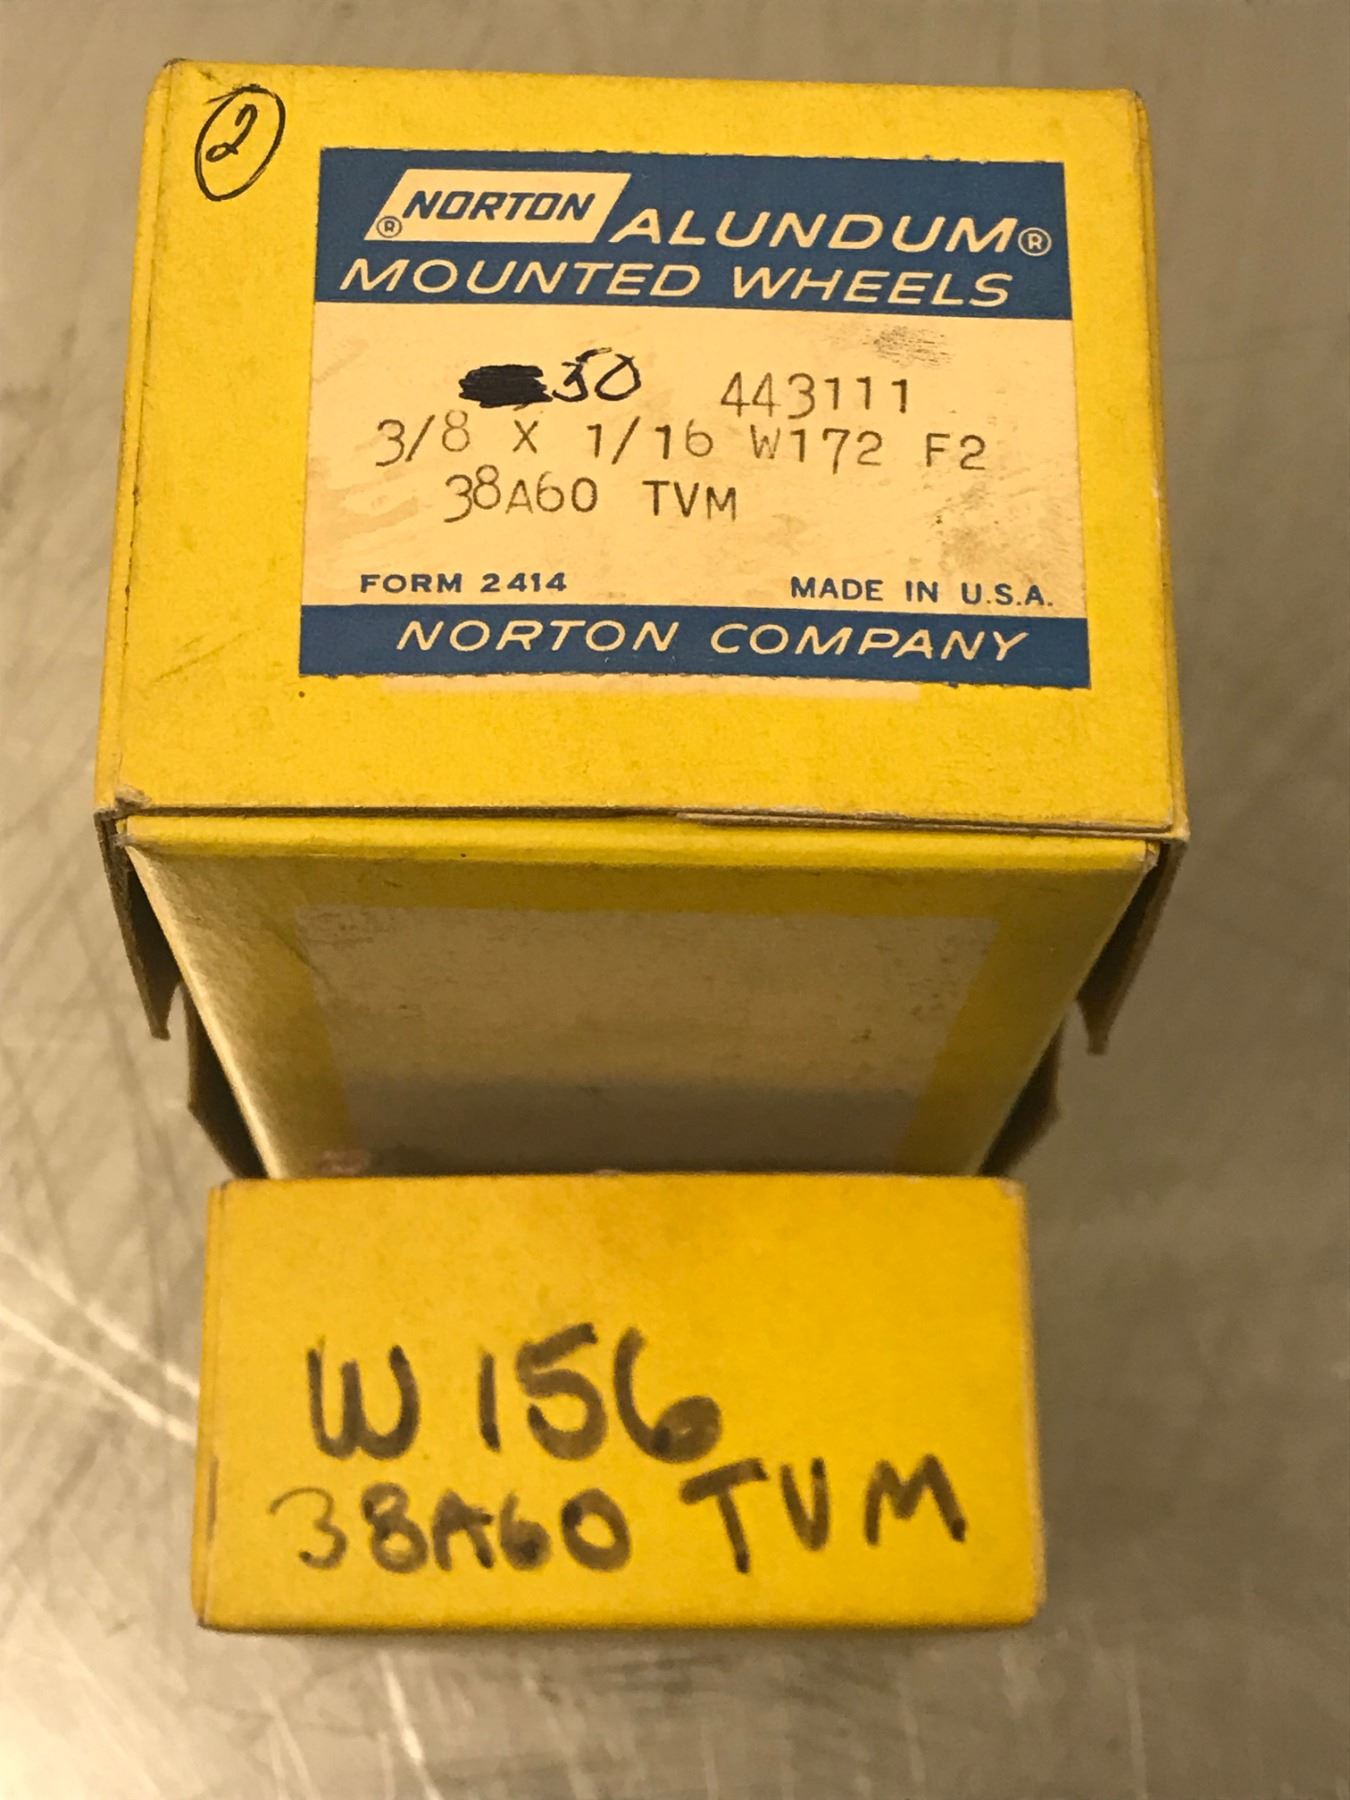 2
NORTON® ALUNDUM®
MOUNTED WHEELS
50 443111
3/8 X 1/16 W172 F2
38A60 TVM
FORM 2414 MADE IN U.S.A.
NORTON COMPANY
W 156
38A60 TVM